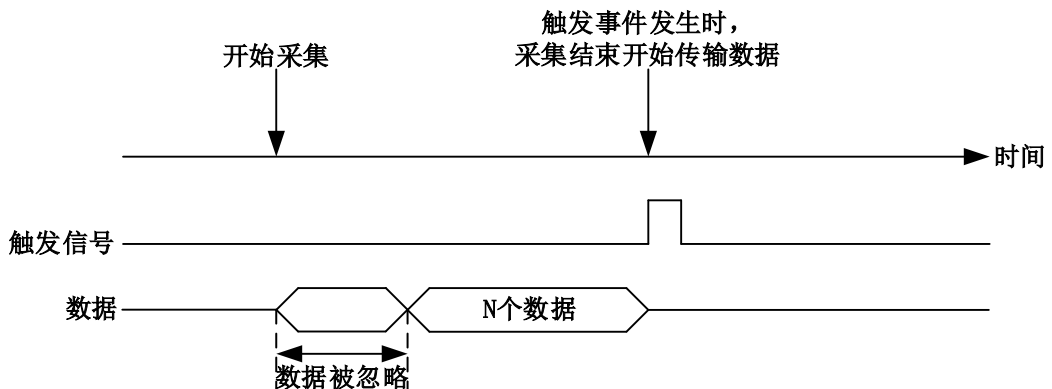 触发事件发生时，
开始采集
采集结束开始传输数据
时间
触发信号
数据
N个数据
数据被忽略